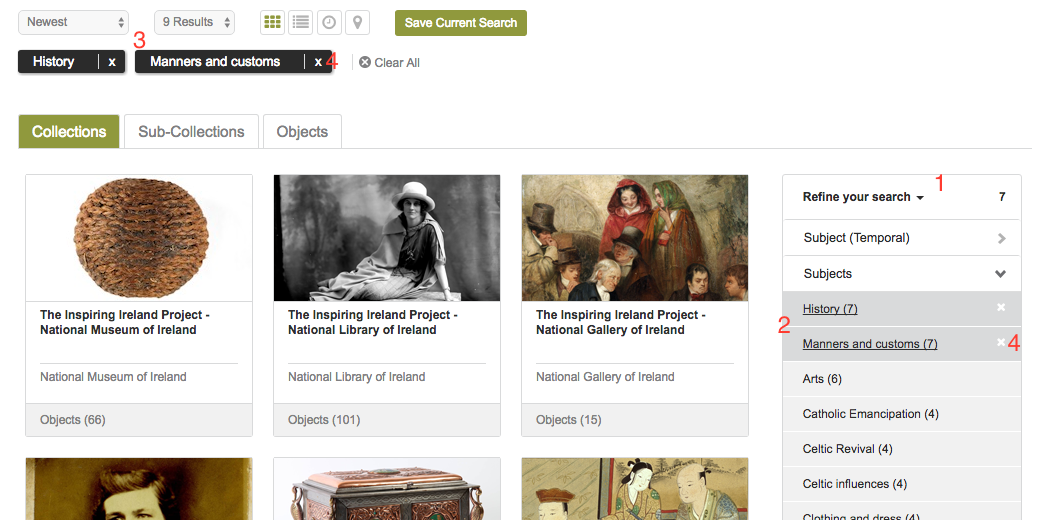 Newest 9 Results Save Current Search
3
History x Manners and customs x 4 Clear All
Collections Sub-Collections Objects
1
Refine your search 7
Subject (Temporal)
Subjects
2
History (7)
Manners and customs (7) 4
Arts (6)
Catholic Emancipation (4)
Celtic Revival (4)
Celtic influences (4)
Clothing and dress (4)
The Inspiring Ireland Project -
National Museum of Ireland
National Museum of Ireland
Objects (66)
The Inspiring Ireland Project -
National Library of Ireland
National Library of Ireland
Objects (101)
The Inspiring Ireland Project -
National Gallery of Ireland
National Gallery of Ireland
Objects (15)